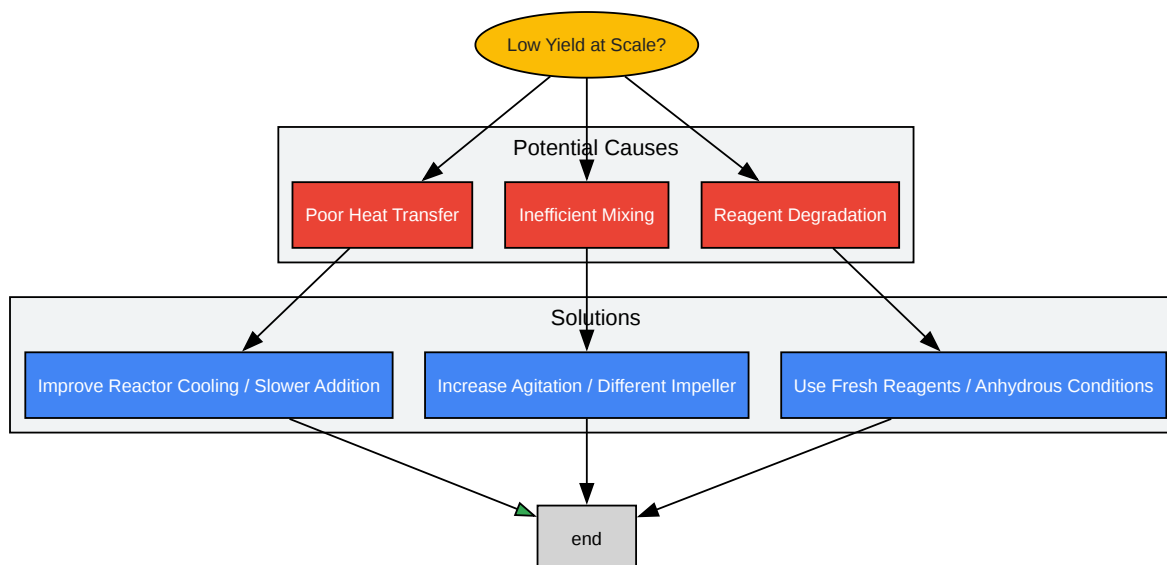 Low Yield at Scale?
Potential Causes
Poor Heat Transfer
Inefficient Mixing
Reagent Degradation
Solutions
Improve Reactor Cooling / Slower Addition
Increase Agitation / Different Impeller
Use Fresh Reagents / Anhydrous Conditions
end